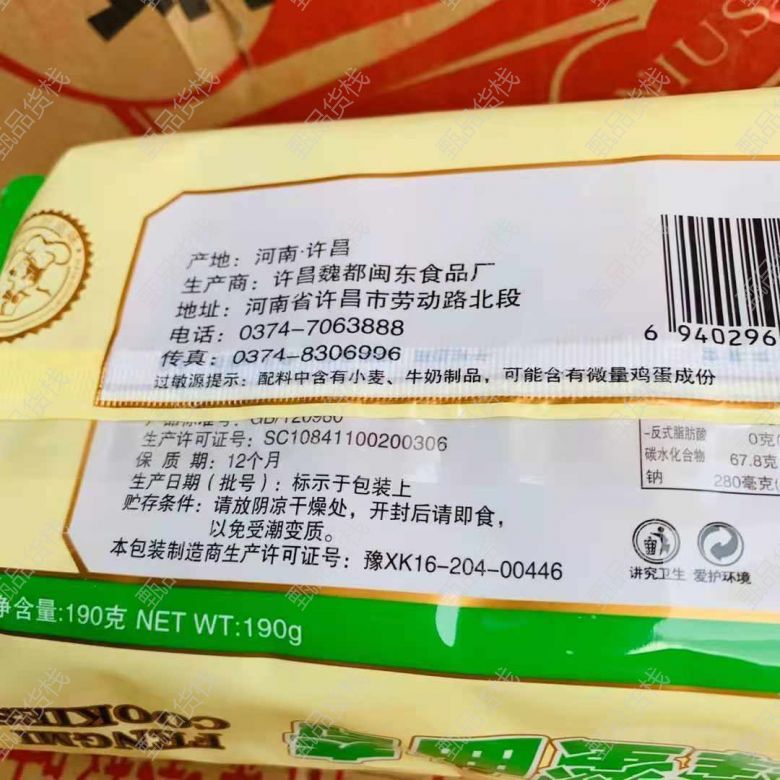 MUS
产地：河南·许昌
生产商：许昌魏都闽东食品厂
地址：河南省许昌市劳动路北段
电话：0374-7063888
传真：0374-8306996
过敏源提示：配料中含有小麦、牛奶制品，可能含有微量鸡蛋成份
6 940296
产品标准号：GB/T20980
生产许可证号：SC10841100200306
保 质 期：12个月
生产日期（批号）：标示于包装上
贮存条件：请放阴凉干燥处，开封后请即食，
以免受潮变质。
本包装制造商生产许可证号：豫XK16-204-00446
-反式脂肪酸 0克
碳水化合物 67.8克
钠 280毫克
讲究卫生 爱护环境
净含量:190克 NET WT:190g
甄品货栈